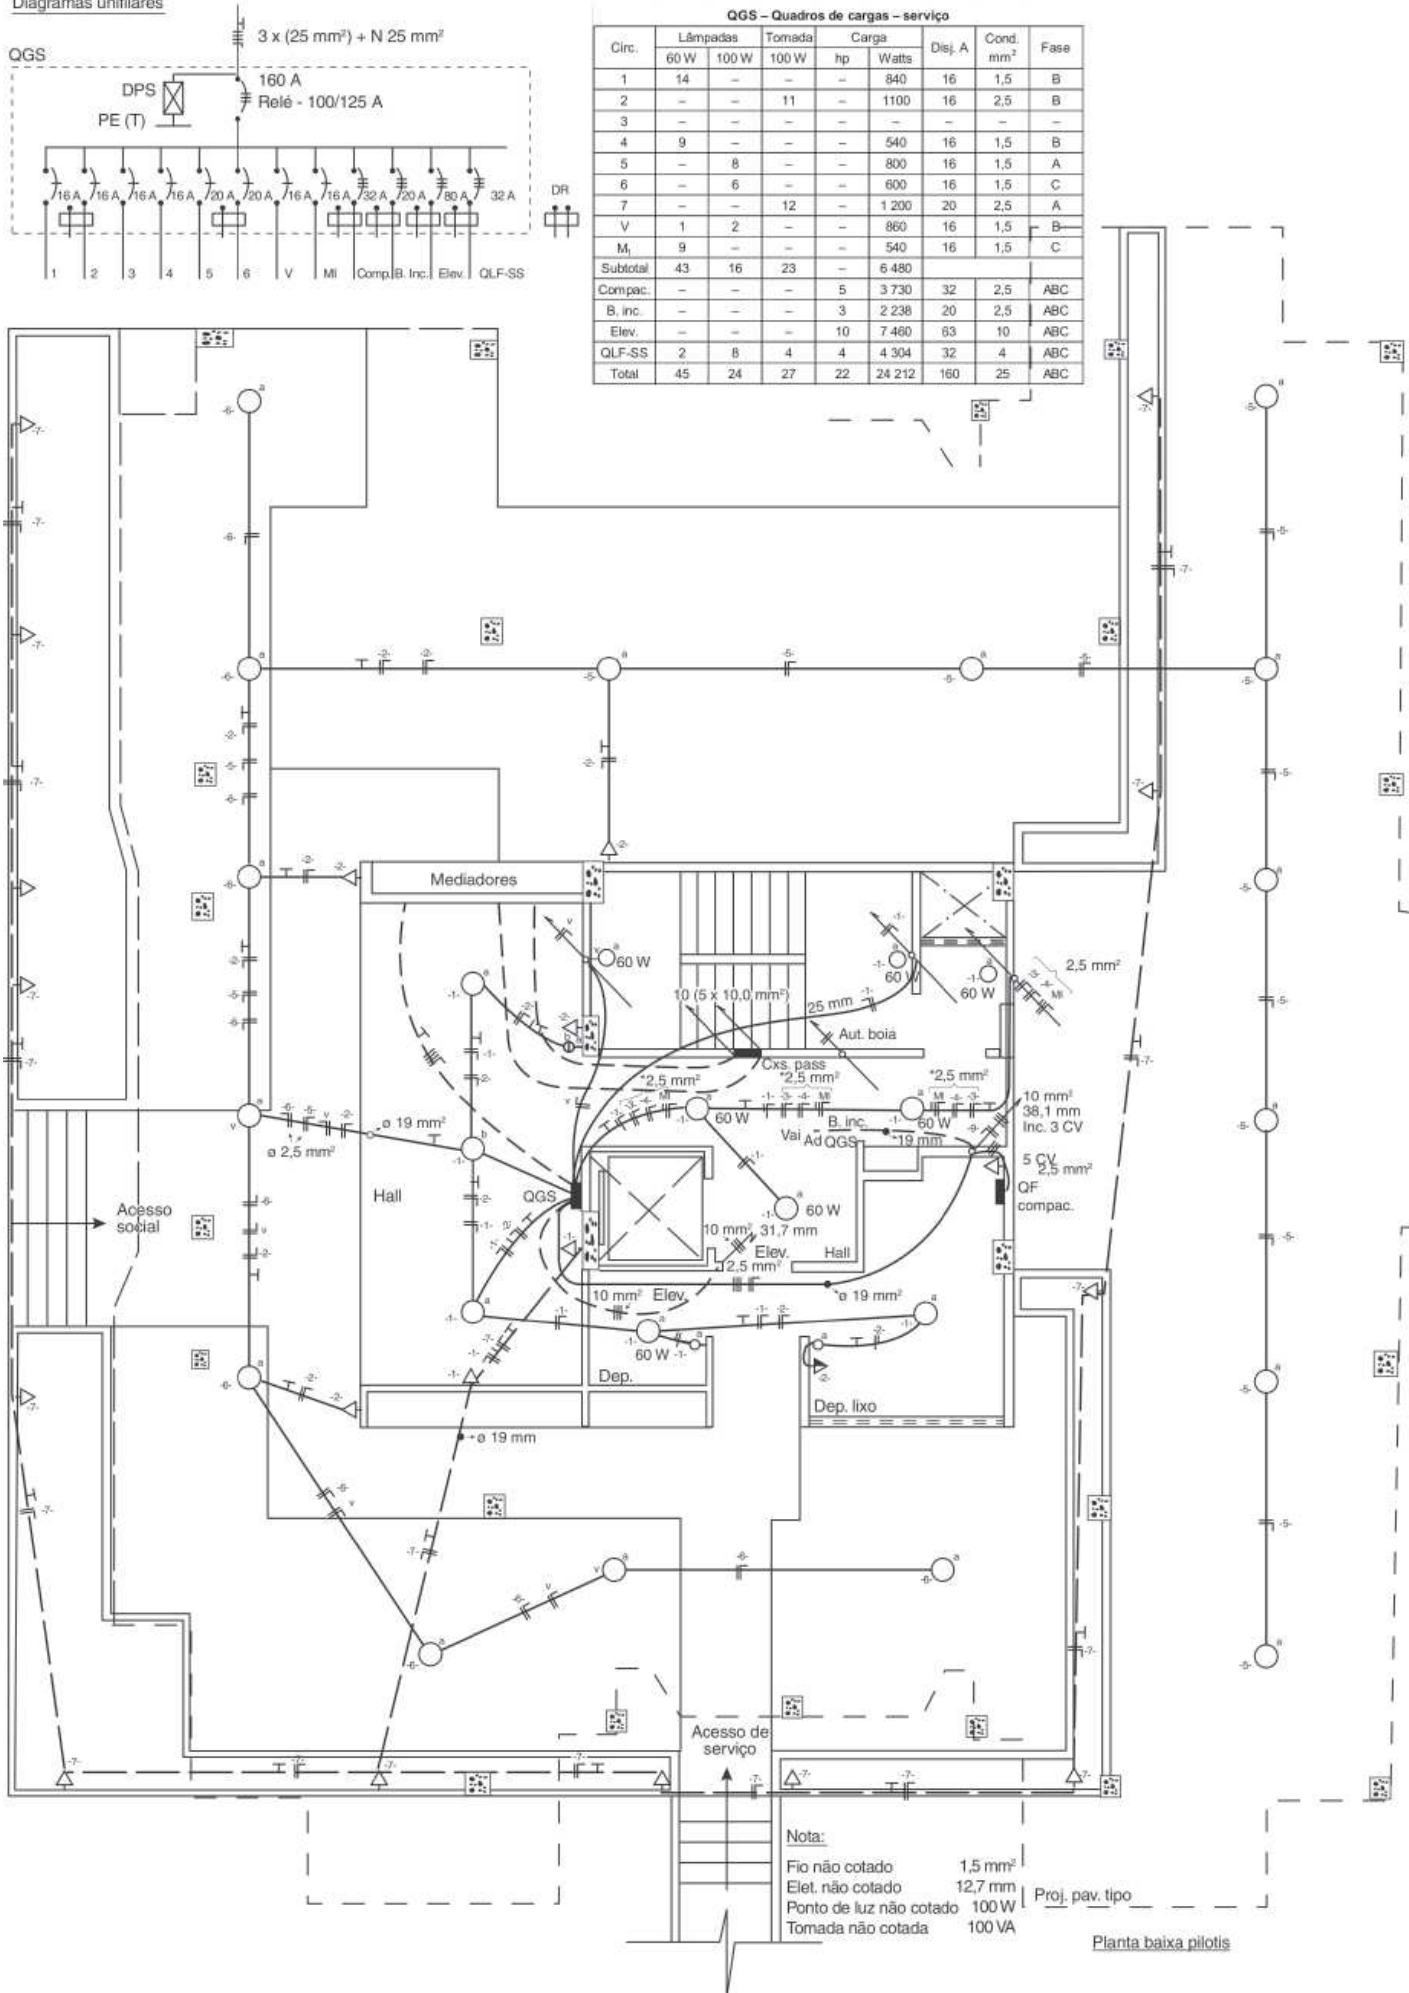 Diagramas unifilares
3 x (25 mm²) + N 25 mm²
QGS
DPS
PE (T)
160 A
Relé - 100/125 A
16 A 16 A 16 A 16 A 20 A 20 A 16 A 16 A 32 A 20 A 80 A 32 A
DR
1 2 3 4 5 6 V MI Comp. B. Inc. Elev. QLF-SS
QGS – Quadros de cargas – serviço
Circ. Lâmpadas Tomada Carga Disj. A Cond. mm² Fase
60 W 100 W 100 W hp Watts
1 14 – – – 840 16 1,5 B
2 – – 11 – 1100 16 2,5 B
3 – – – – – – – –
4 9 – – – 540 16 1,5 B
5 – 8 – – 800 16 1,5 A
6 – 6 – – 600 16 1,5 C
7 – – 12 – 1 200 20 2,5 A
V 1 2 – – 860 16 1,5 B
M₁ 9 – – – 540 16 1,5 C
Subtotal 43 16 23 – 6 480
Compac. – – – 5 3 730 32 2,5 ABC
B. inc. – – – 3 2 238 20 2,5 ABC
Elev. – – – 10 7 460 63 10 ABC
QLF-SS 2 8 4 4 4 304 32 4 ABC
Total 45 24 27 22 24 212 160 25 ABC
Mediadores
60 W
60 W
60 W
2,5 mm²
10 (5 x 10,0 mm²)
25 mm
Aut. boia
Cxs. pass
*2,5 mm²
*2,5 mm²
*2,5 mm²
MI
MI
MI
60 W
60 W
10 mm²
38,1 mm
Inc. 3 CV
B. inc.
Vai Ad QGS
19 mm²
5 CV
2,5 mm²
QF
compac.
ø 19 mm²
ø 2,5 mm²
Hall
QGS
Acesso
social
60 W
10 mm²
31,7 mm
Elev.
Hall
2,5 mm²
10 mm² Elev.
ø 19 mm²
60 W
Dep.
Dep. lixo
ø 19 mm
Acesso de
serviço
Nota:
Fio não cotado 1,5 mm²
Elet. não cotado 12,7 mm
Ponto de luz não cotado 100 W
Tomada não cotada 100 VA
Proj. pav. tipo
Planta baixa pilotis